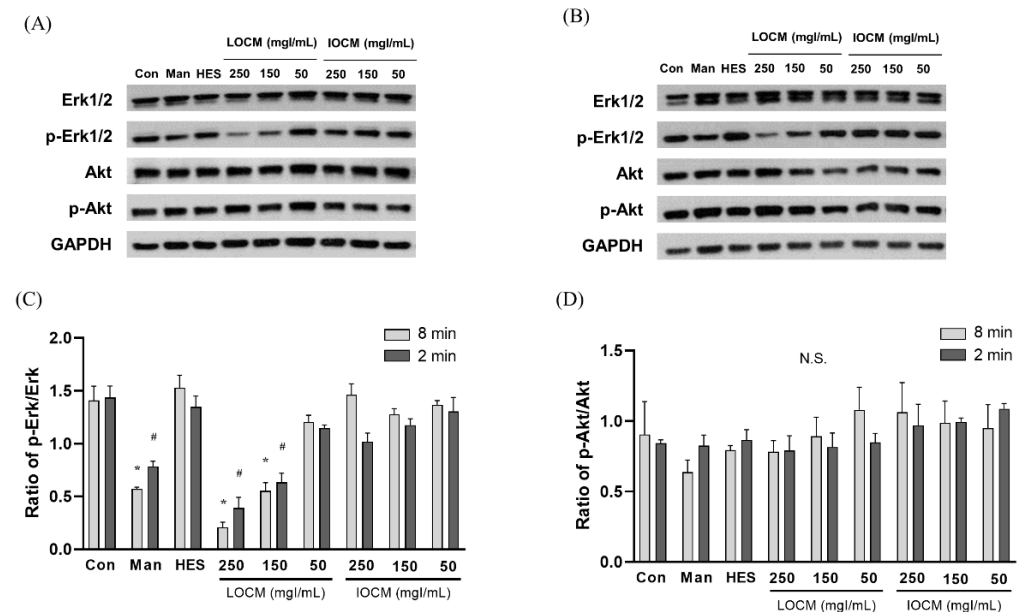 (A)
LOCM (mgI/mL) IOCM (mgI/mL)
Con Man HES 250 150 50 250 150 50
Erk1/2
p-Erk1/2
Akt
p-Akt
GAPDH
(B)
LOCM (mgI/mL) IOCM (mgI/mL)
Con Man HES 250 150 50 250 150 50
Erk1/2
p-Erk1/2
Akt
p-Akt
GAPDH
(C)
8 min
2 min
Ratio of p-Erk/Erk
2.0
1.5
1.0
0.5
0.0
* # * # * #
Con Man HES 250 150 50 250 150 50
LOCM (mgI/mL) IOCM (mgI/mL)
(D)
8 min
2 min
N.S.
Ratio of p-Akt/Akt
1.5
1.0
0.5
0.0
Con Man HES 250 150 50 250 150 50
LOCM (mgI/mL) IOCM (mgI/mL)